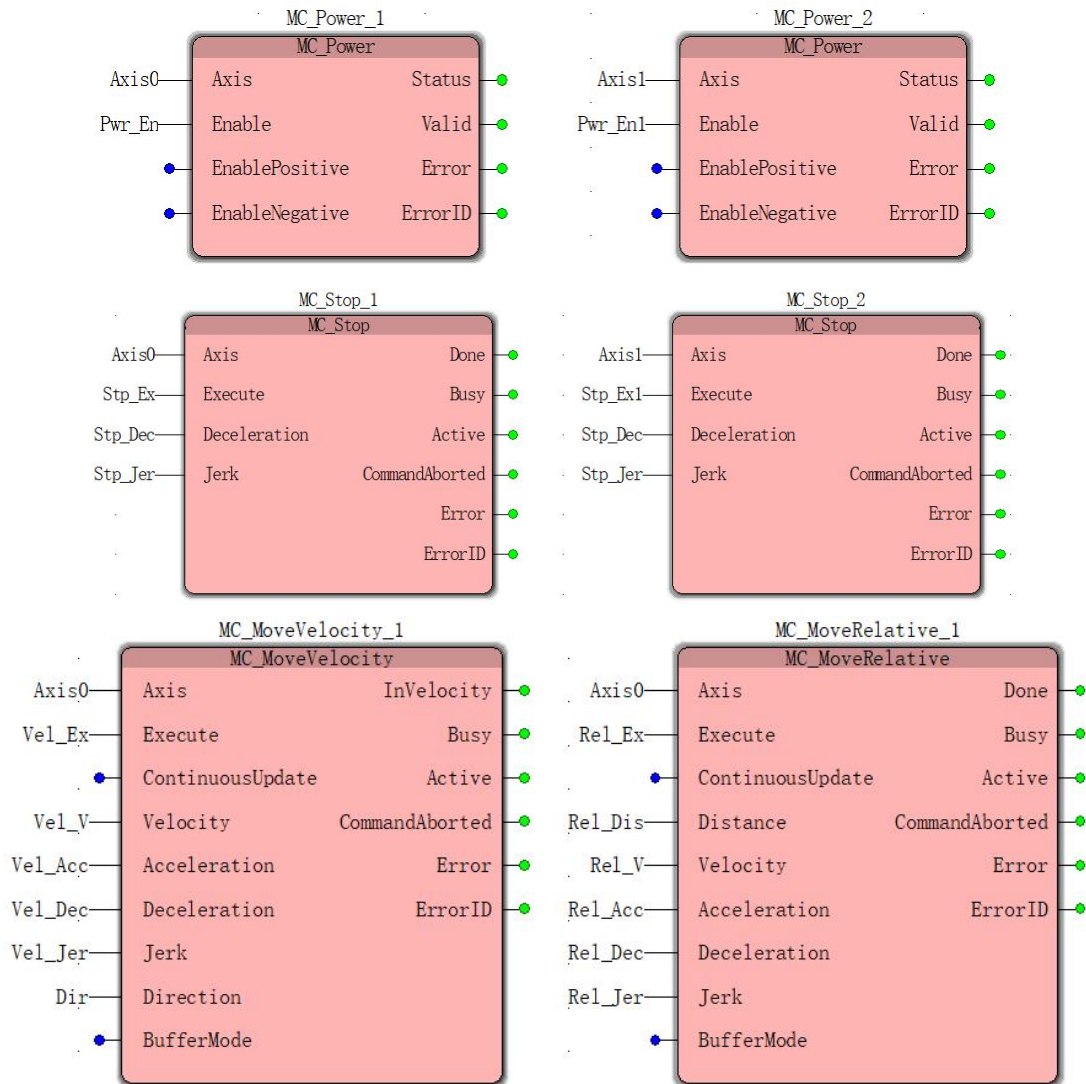 MC_Power_1 MC_Power_2
MC_Power MC_Power
Axis0 Axis Status Axis1 Axis Status
Pwr_En Enable Valid Pwr_En1 Enable Valid
EnablePositive Error EnablePositive Error
EnableNegative ErrorID EnableNegative ErrorID
MC_Stop_1 MC_Stop_2
MC_Stop MC_Stop
Axis0 Axis Done Axis1 Axis Done
Stp_Ex Execute Busy Stp_Ex1 Execute Busy
Stp_Dec Deceleration Active Stp_Dec Deceleration Active
Stp_Jer Jerk CommandAborted Stp_Jer Jerk CommandAborted
Error Error
ErrorID ErrorID
MC_MoveVelocity_1 MC_MoveRelative_1
MC_MoveVelocity MC_MoveRelative
Axis0 Axis InVelocity Axis0 Axis Done
Vel_Ex Execute Busy Rel_Ex Execute Busy
ContinuousUpdate Active ContinuousUpdate Active
Vel_V Velocity CommandAborted Rel_Dis Distance CommandAborted
Vel_Acc Acceleration Error Rel_V Velocity Error
Vel_Dec Deceleration ErrorID Rel_Acc Acceleration ErrorID
Vel_Jer Jerk Rel_Dec Deceleration
Dir Direction Rel_Jer Jerk
BufferMode BufferMode